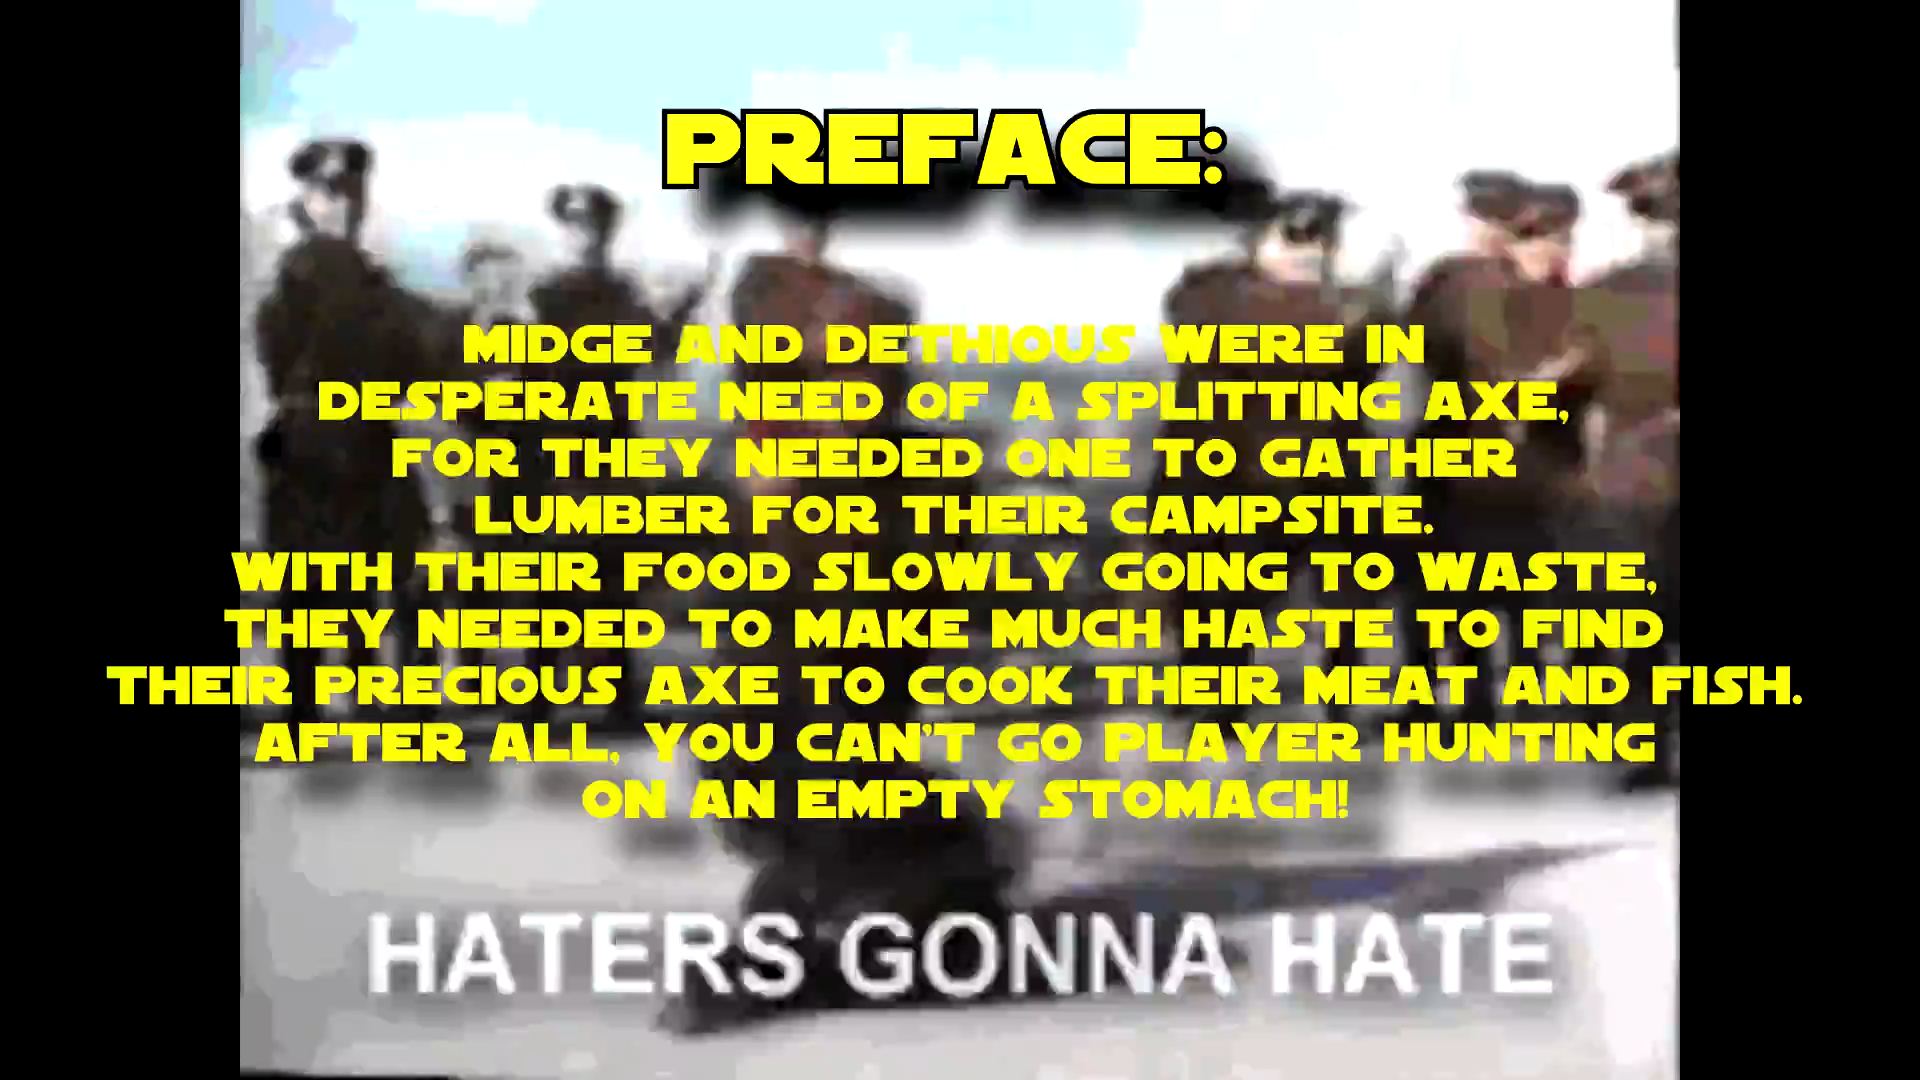 PREFACE:
MIDGE AND DETHIOUS WERE IN
DESPERATE NEED OF A SPLITTING AXE,
FOR THEY NEEDED ONE TO GATHER
LUMBER FOR THEIR CAMPSITE.
WITH THEIR FOOD SLOWLY GOING TO WASTE,
THEY NEEDED TO MAKE MUCH HASTE TO FIND
THEIR PRECIOUS AXE TO COOK THEIR MEAT AND FISH.
AFTER ALL, YOU CAN'T GO PLAYER HUNTING
ON AN EMPTY STOMACH!
HATERS GONNA HATE